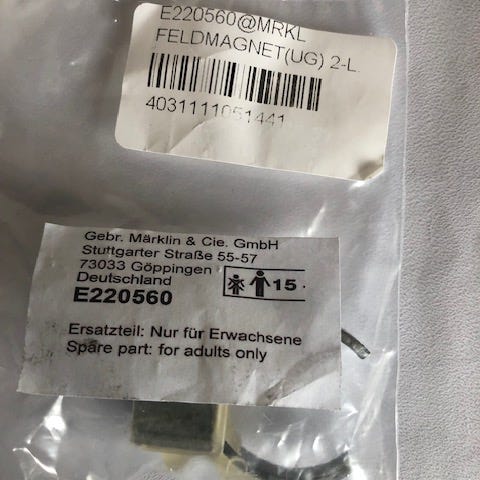 E220560@MRKL
FELDMAGNET(UG) 2-L.
4031111051441
Gebr. Märklin & Cie. GmbH
Stuttgarter Straße 55-57
73033 Göppingen
Deutschland
15
E220560
Ersatzteil: Nur für Erwachsene
Spare part: for adults only